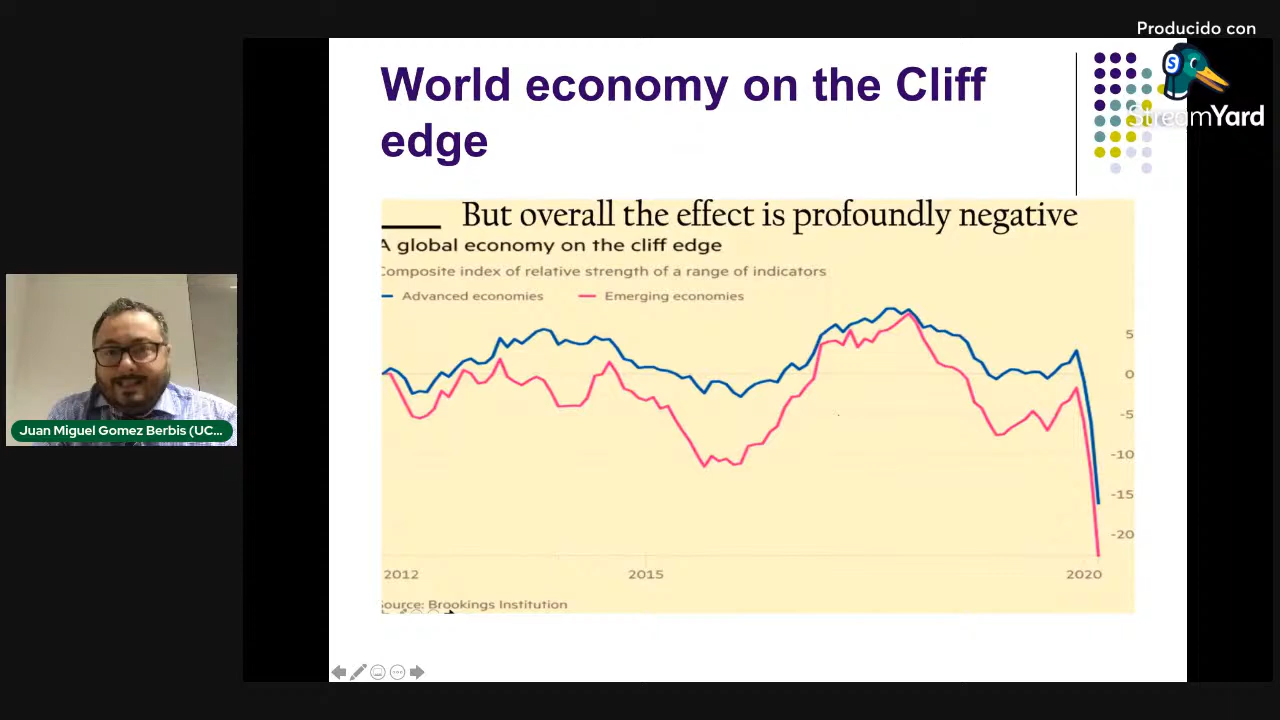 Producido con
StreamYard
World economy on the Cliff
edge
But overall the effect is profoundly negative
A global economy on the cliff edge
Composite index of relative strength of a range of indicators
Advanced economies
Emerging economies
5
0
-5
-10
-15
-20
2012
2015
2020
Source: Brookings Institution
Juan Miguel Gomez Berbis (UC...